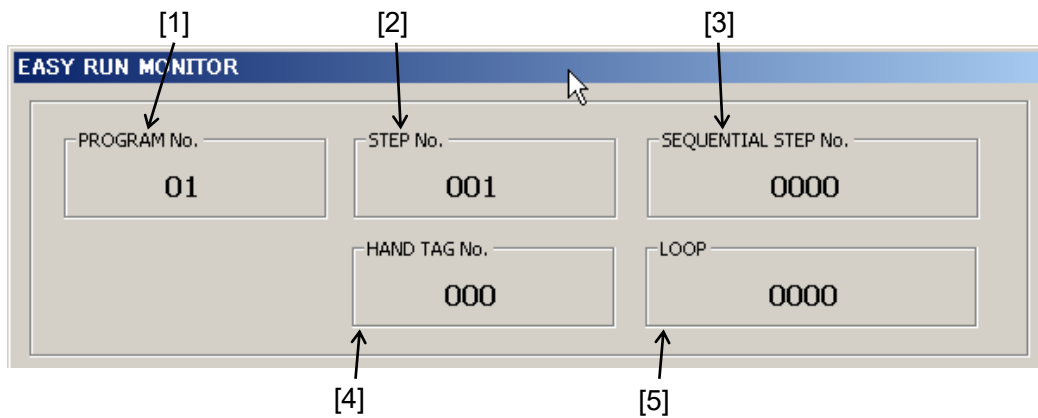 [1] [2] [3]
EASY RUN MONITOR
PROGRAM No. STEP No. SEQUENTIAL STEP No.
01 001 0000
HAND TAG No. LOOP
000 0000
[4] [5]